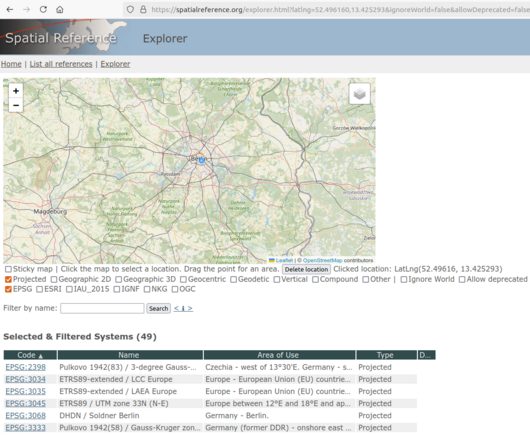 https://spatialreference.org/explorer.html?latlng=52.496160,13.425293&ignoreWorld=false&allowDeprecated=false
Spatial Reference Explorer
Home | List all references | Explorer
+
−
Magdeburg
Potsdam
Berlin
Gorzów Wielkopolski
Leaflet | © OpenStreetMap contributors
Sticky map | Click the map to select a location. Drag the point for an area. Delete location Clicked location: LatLng(52.49616, 13.425293)
Projected Geographic 2D Geographic 3D Geocentric Geodetic Vertical Compound Other | Ignore World Allow deprecated
EPSG ESRI IAU_2015 IGNF NKG OGC
Filter by name: Search < ⇓ >
Selected & Filtered Systems (49)
Code ▲ Name Area of Use Type D...
EPSG:2398 Pulkovo 1942(83) / 3-degree Gauss-... Czechia - west of 13°30'E. Germany - s... Projected
EPSG:3034 ETRS89-extended / LCC Europe Europe - European Union (EU) countrie... Projected
EPSG:3035 ETRS89-extended / LAEA Europe Europe - European Union (EU) countrie... Projected
EPSG:3045 ETRS89 / UTM zone 33N (N-E) Europe between 12°E and 18°E and ap... Projected
EPSG:3068 DHDN / Soldner Berlin Germany - Berlin. Projected
EPSG:3333 Pulkovo 1942(58) / Gauss-Kruger zon... Germany (former DDR) - onshore east ... Projected